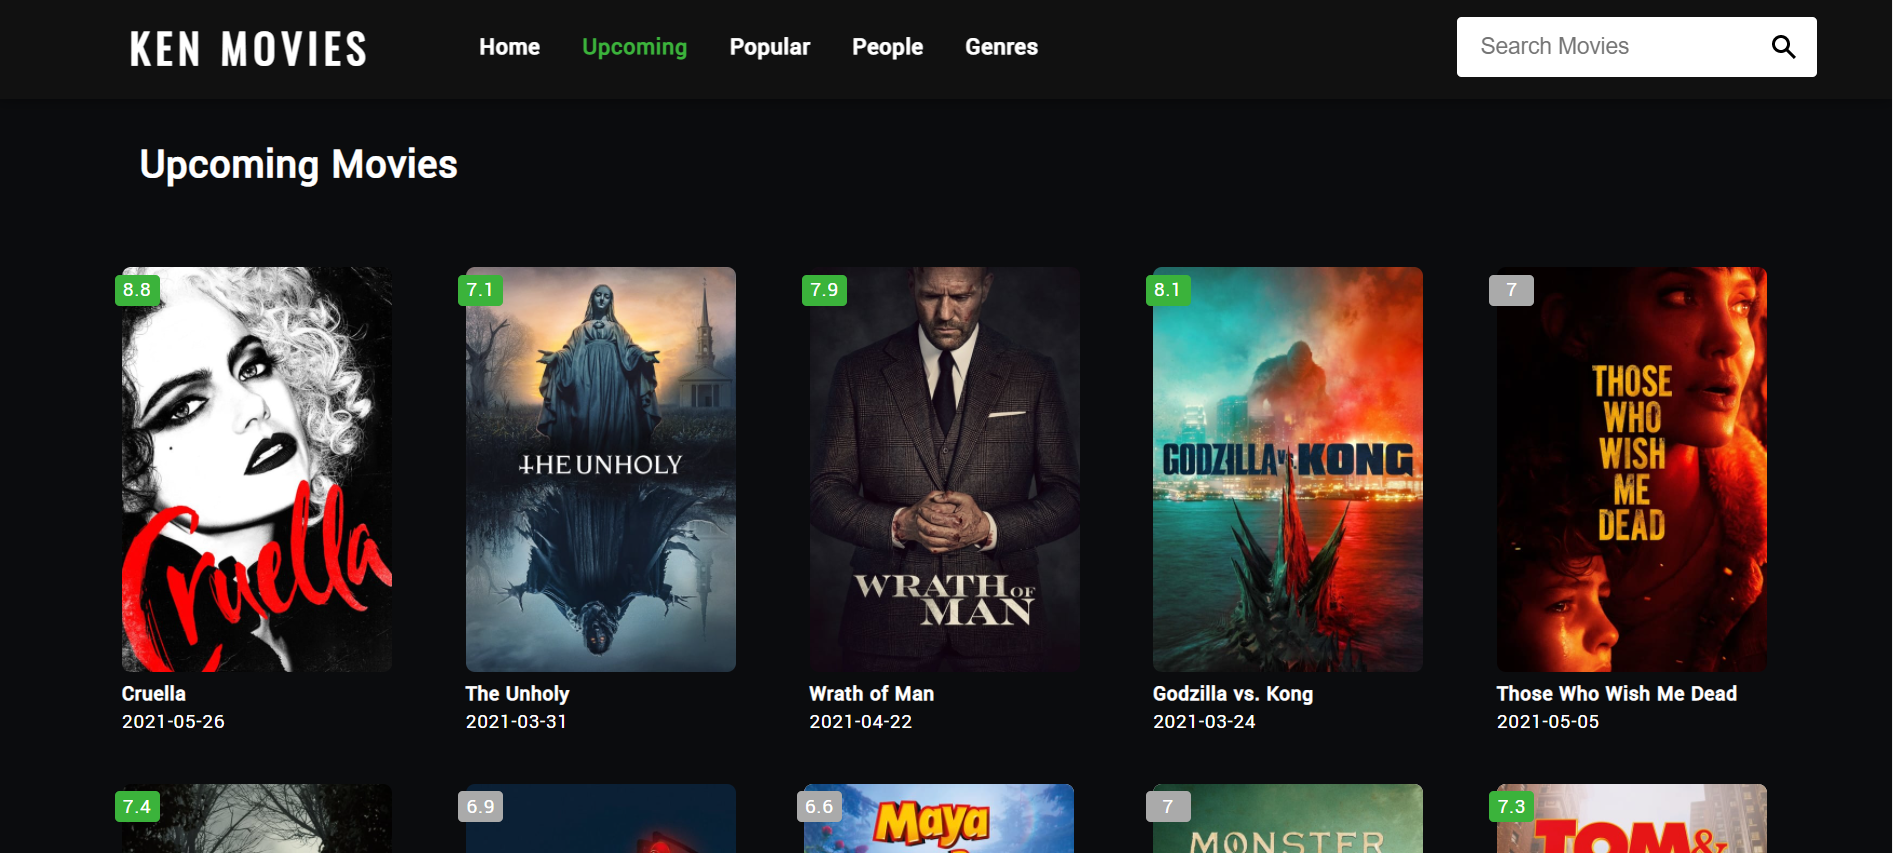 KEN MOVIES
Home Upcoming Popular People Genres
Search Movies
Upcoming Movies
8.8
7.1
7.9
8.1
7
Cruella
THE UNHOLY
WRATH OF
MAN
GODZILLA VS. KONG
THOSE
WHO
WISH
ME
DEAD
Cruella
2021-05-26
The Unholy
2021-03-31
Wrath of Man
2021-04-22
Godzilla vs. Kong
2021-03-24
Those Who Wish Me Dead
2021-05-05
7.4
6.9
6.6
7
7.3
Maya
MONSTER
TOM &